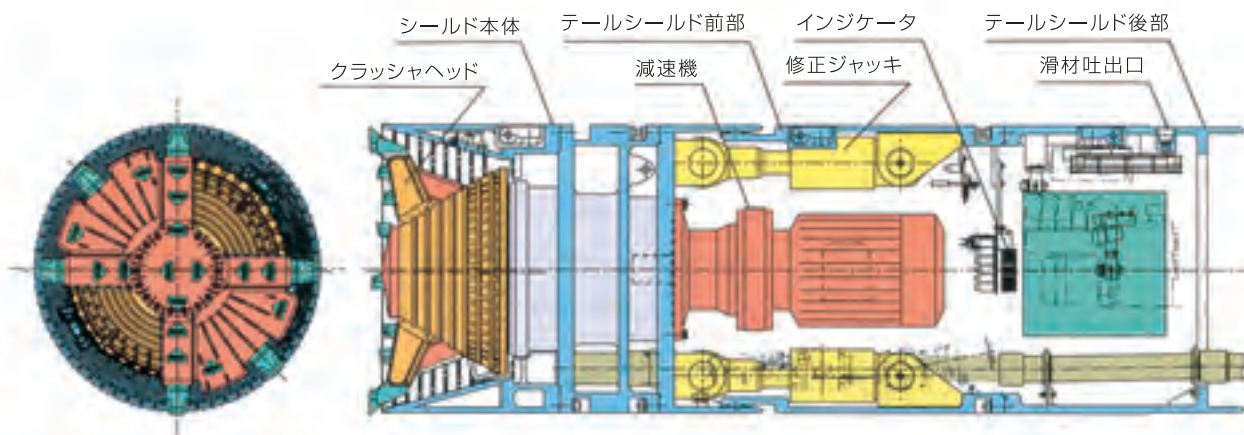 シールド本体
テールシールド前部
インジケータ
テールシールド後部
クラッシャヘッド
減速機
修正ジャッキ
滑材吐出口